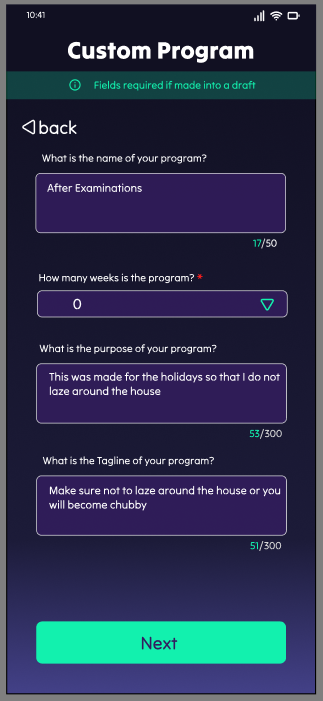 10:41
Custom Program
Fields required if made into a draft
back
What is the name of your program?
After Examinations
17/50
How many weeks is the program? *
0
What is the purpose of your program?
This was made for the holidays so that I do not
laze around the house
53/300
What is the Tagline of your program?
Make sure not to laze around the house or you
will become chubby
51/300
Next